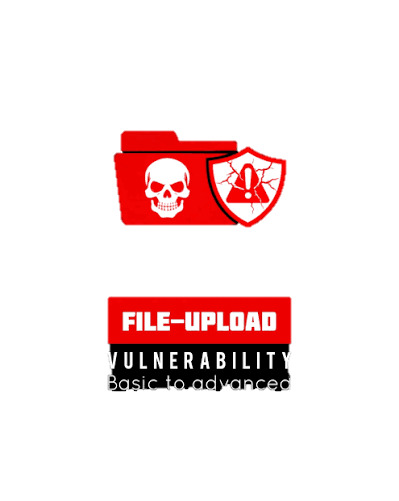 FILE-UPLOAD
VULNERABILITY
Basic to advanced